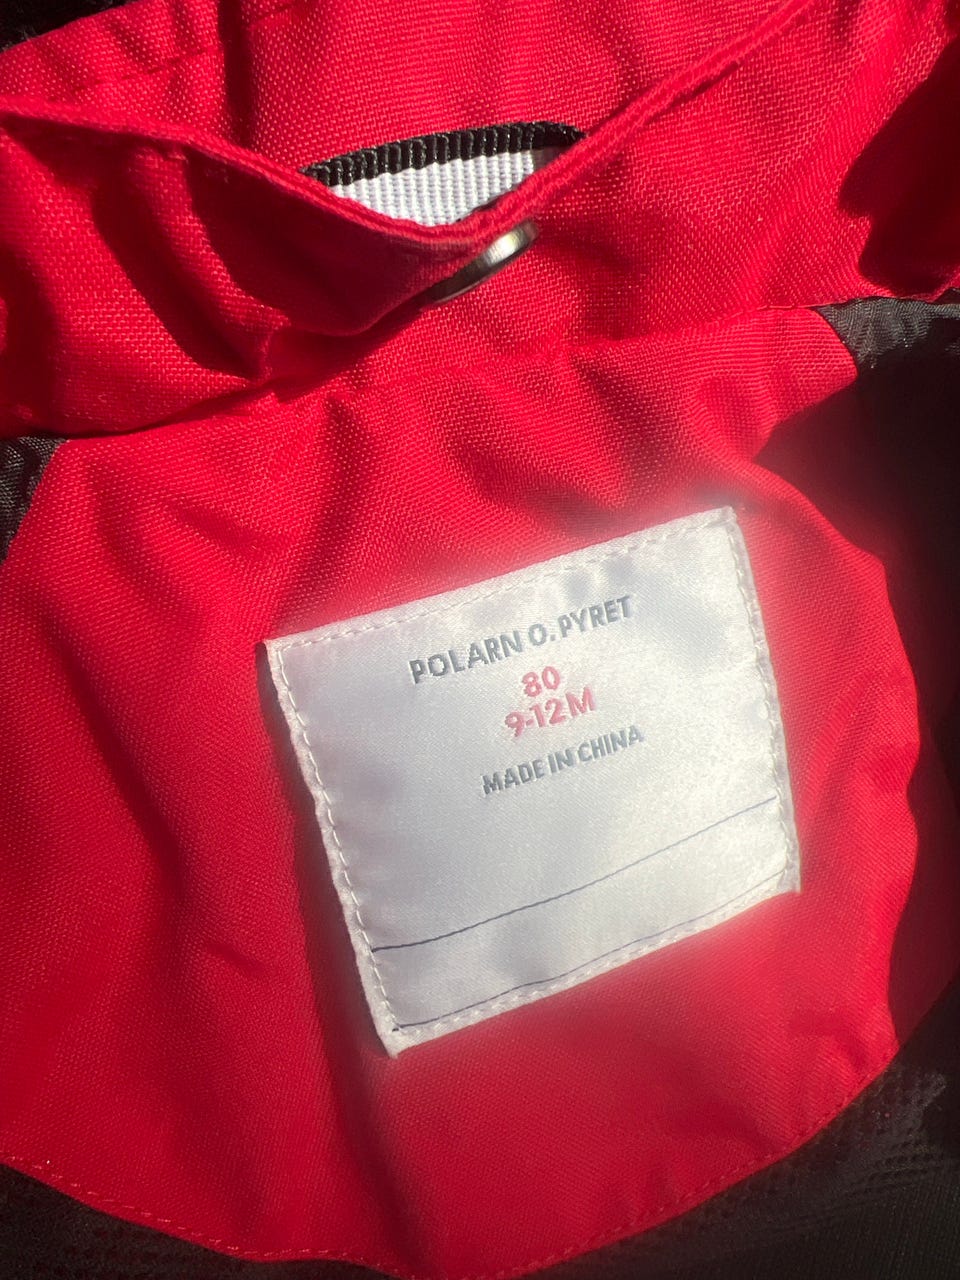 POLARN O. PYRET
80
9-12M
MADE IN CHINA